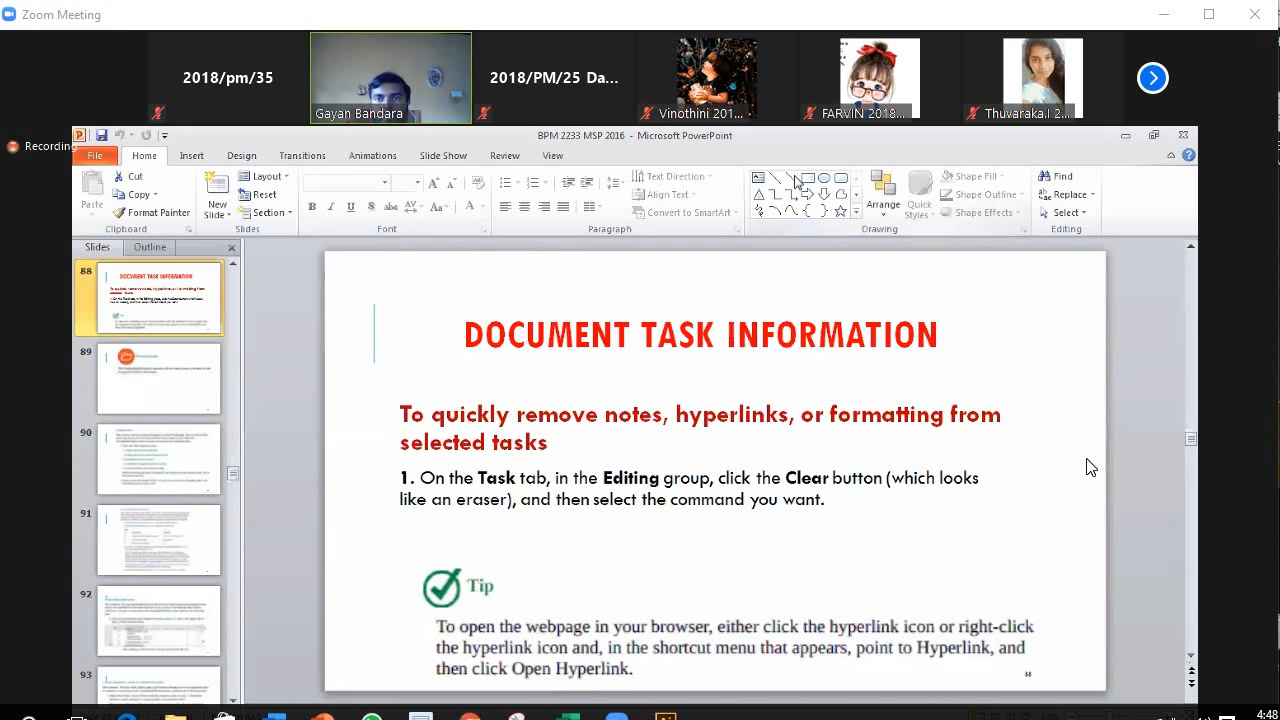 Zoom Meeting
2018/pm/35
2018/PM/25 Da...
Gayan Bandara
Vinothini 201...
FARVIN 2018...
Thuvaraka.I 2...
Recording
BPM 2233 MSP 2016 - Microsoft PowerPoint
File Home Insert Design Transitions Animations Slide Show Review View
Paste
Cut
Copy
Format Painter
Clipboard
New Slide
Layout
Reset
Section
Slides
Font
Text Direction
Align Text
Convert to SmartArt
Paragraph
Arrange
Quick Styles
Shape Fill
Shape Outline
Shape Effects
Drawing
Find
Replace
Select
Editing
Slides Outline
88
DOCUMENT TASK INFORMATION
89
90
91
92
93
DOCUMENT TASK INFORMATION
To quickly remove notes, hyperlinks, or formatting from
selected tasks
1. On the Task tab, in the Editing group, click the Clear button (which looks
like an eraser), and then select the command you want.
Tip
To open the webpage in your browser, either click the hyperlink icon or right-click
the hyperlink icon and, in the shortcut menu that appears, point to Hyperlink, and
then click Open Hyperlink.
88
4:49